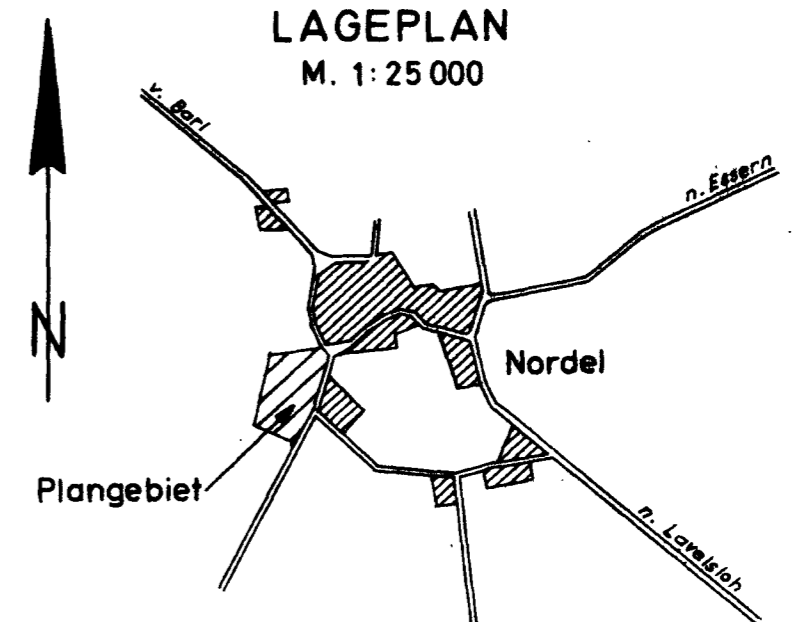 LAGEPLAN
M. 1:25 000
v. Barl
n. Essern
N
Nordel
Plangebiet
n. Lavelsloh